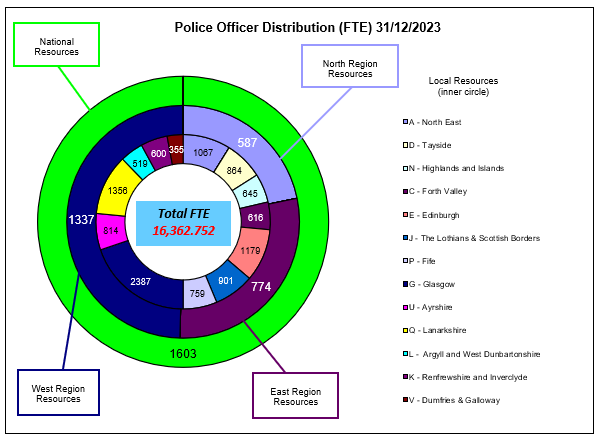 Police Officer Distribution (FTE) 31/12/2023
National
Resources
North Region
Resources
Local Resources
(inner circle)
A - North East
D - Tayside
N - Highlands and Islands
C - Forth Valley
E - Edinburgh
J - The Lothians & Scottish Borders
P - Fife
G - Glasgow
U - Ayrshire
Q - Lanarkshire
L - Argyll and West Dunbartonshire
K - Renfrewshire and Inverclyde
V - Dumfries & Galloway
587
1067
864
645
616
1179
901
759
2387
814
1356
519
600
355
1337
774
1603
Total FTE
16,362.752
West Region
Resources
East Region
Resources